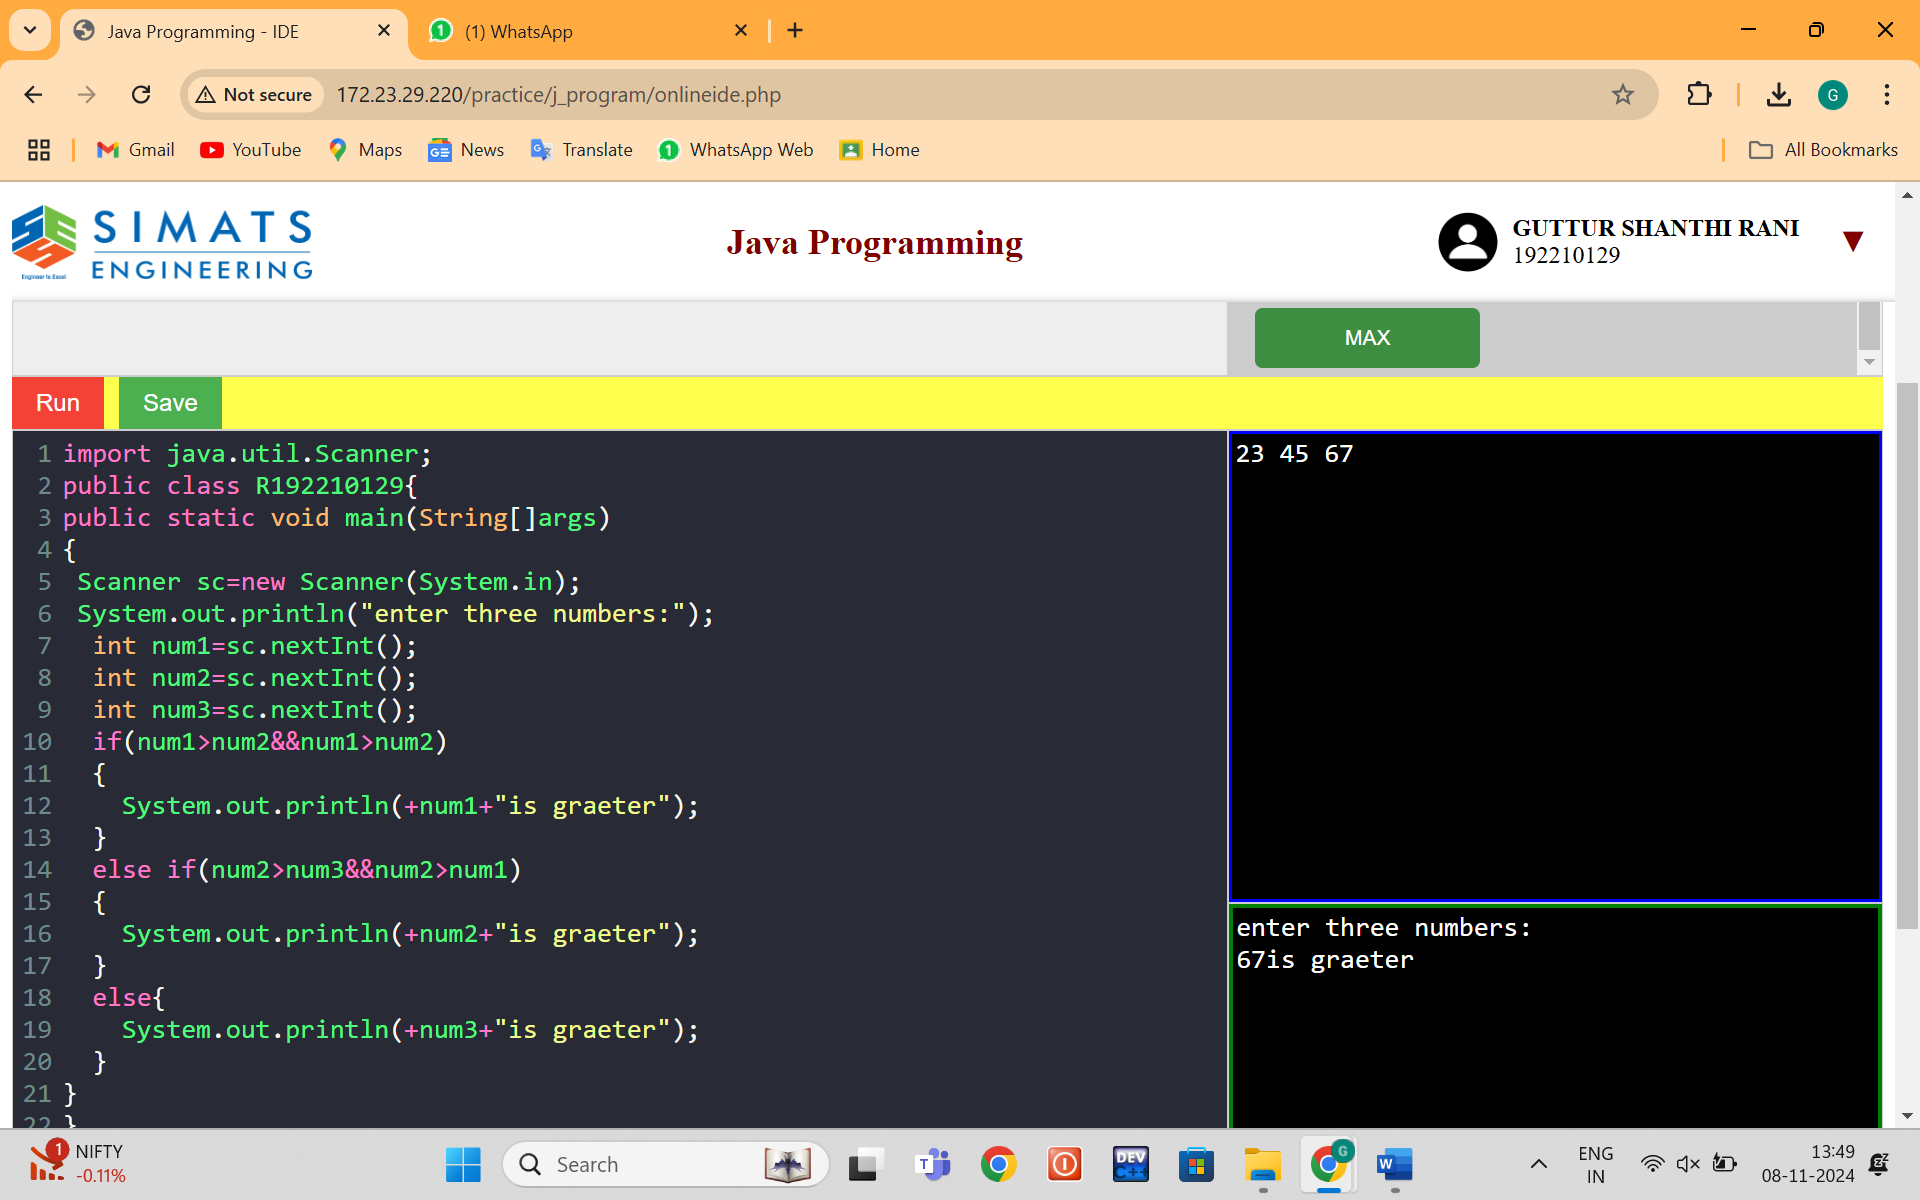 Java Programming - IDE
(1) WhatsApp
Not secure
172.23.29.220/practice/j_program/onlineide.php
G
Gmail
YouTube
Maps
News
Translate
WhatsApp Web
Home
All Bookmarks
SIMATS
ENGINEERING
Engineer to Excel
Java Programming
GUTTUR SHANTHI RANI
192210129
MAX
Run
Save
1 import java.util.Scanner;
2 public class R192210129{
3 public static void main(String[]args)
4 {
5 Scanner sc=new Scanner(System.in);
6 System.out.println("enter three numbers:");
7 int num1=sc.nextInt();
8 int num2=sc.nextInt();
9 int num3=sc.nextInt();
10 if(num1>num2&&num1>num2)
11 {
12 System.out.println(+num1+"is graeter");
13 }
14 else if(num2>num3&&num2>num1)
15 {
16 System.out.println(+num2+"is graeter");
17 }
18 else{
19 System.out.println(+num3+"is graeter");
20 }
21 }
22 }
23 45 67
enter three numbers:
67is graeter
1
NIFTY
-0.11%
Search
DEV
C++
G
ENG
IN
13:49
08-11-2024